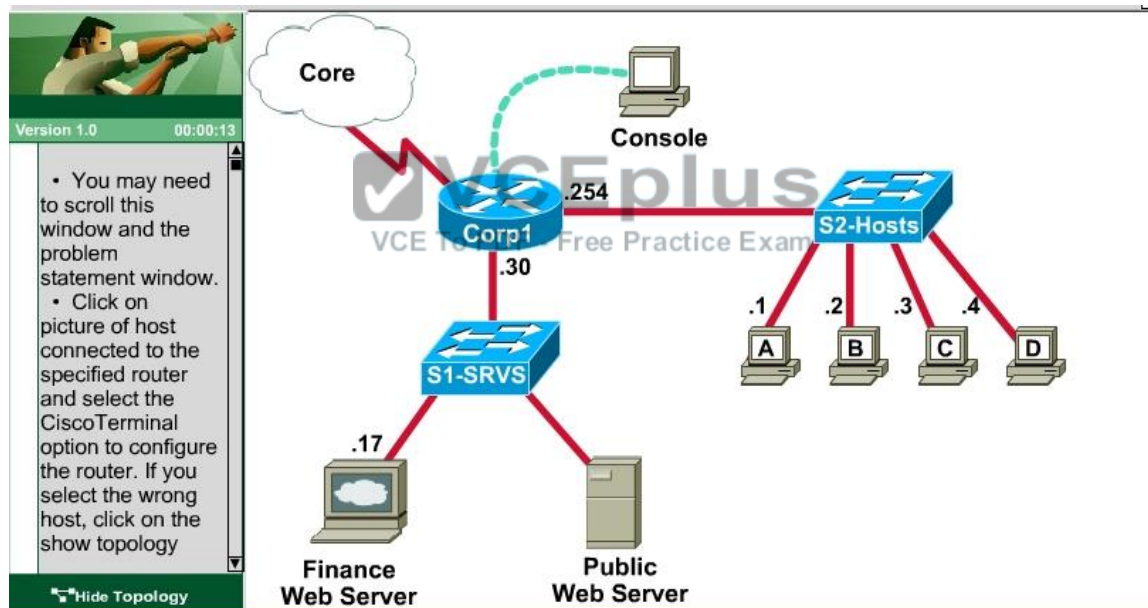 Version 1.0 00:00:13
• You may need
to scroll this
window and the
problem
statement window.
• Click on
picture of host
connected to the
specified router
and select the
CiscoTerminal
option to configure
the router. If you
select the wrong
host, click on the
show topology
Hide Topology
Core
Console
VCEplus
VCE To PDF - Free Practice Exam
.254
Corp1
S2-Hosts
.30
.1 .2 .3 .4
A B C D
S1-SRVS
.17
Finance
Web Server
Public
Web Server